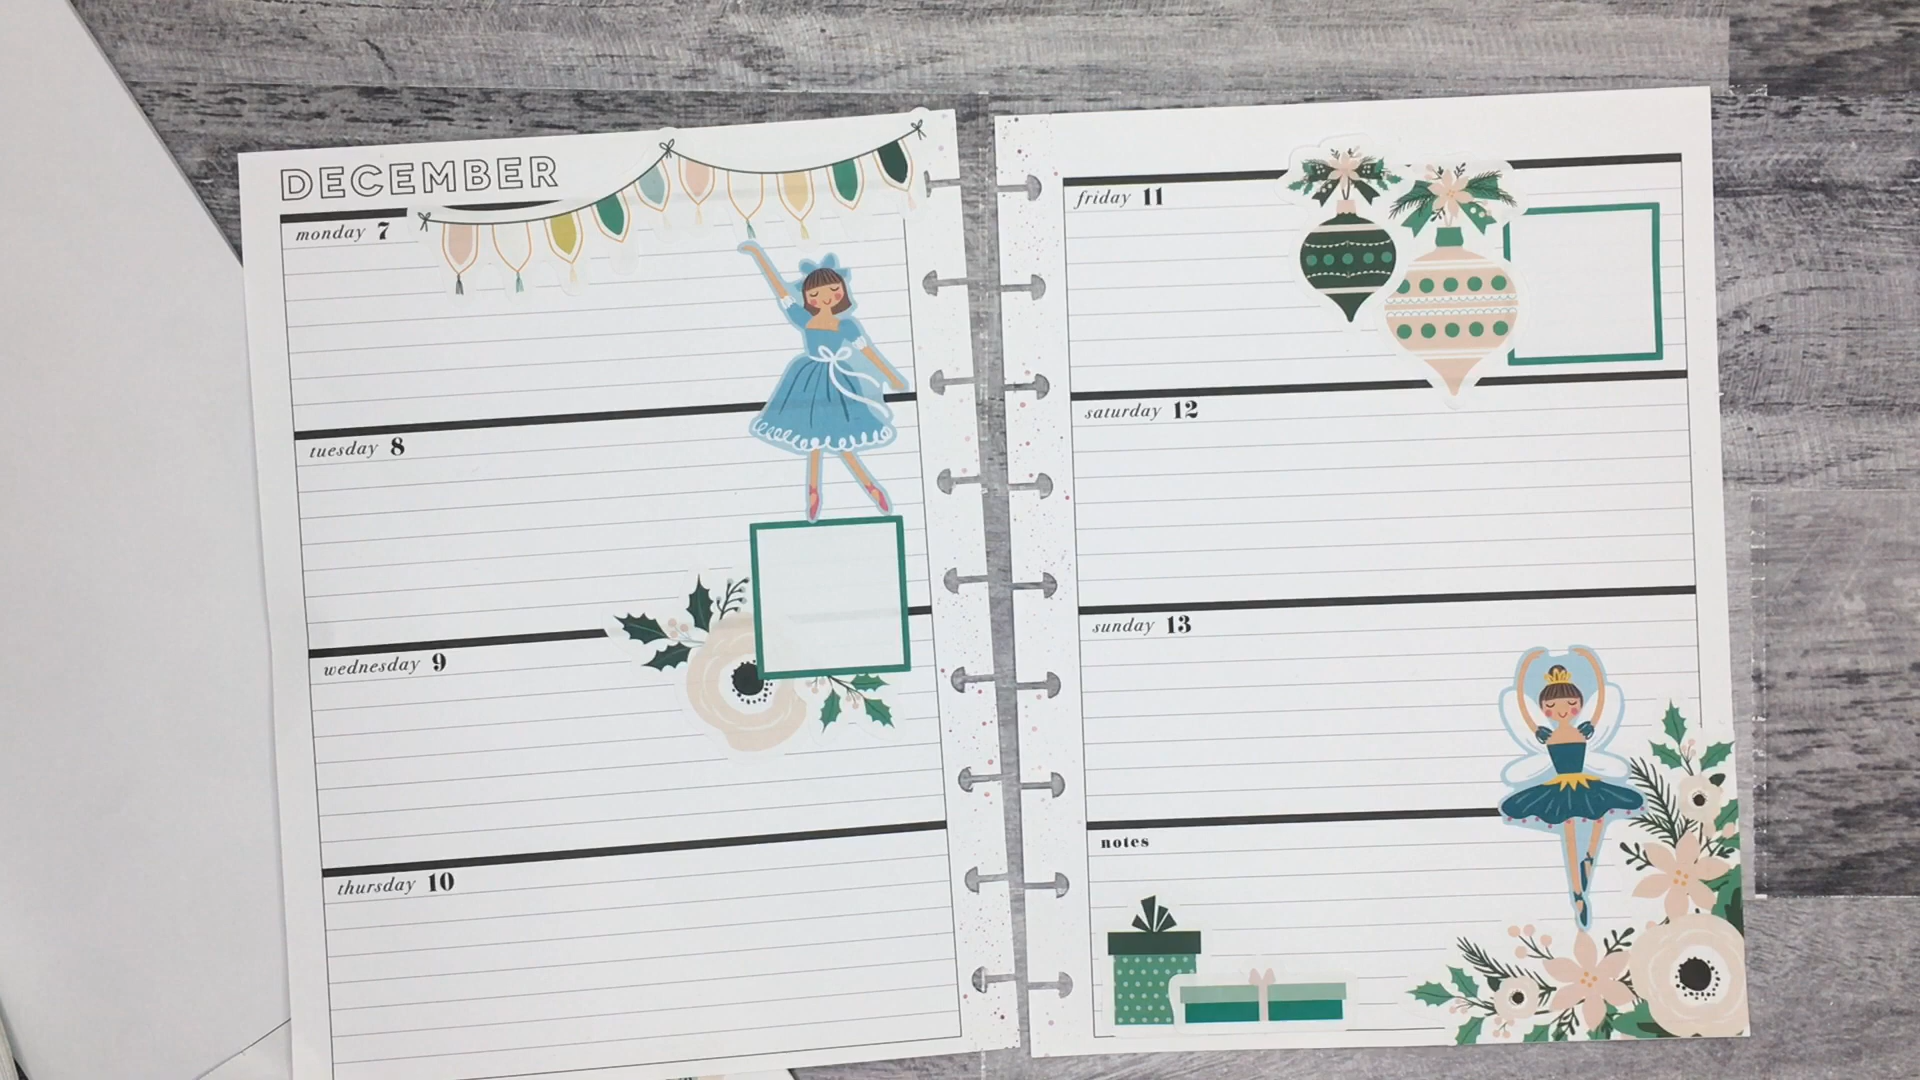 DECEMBER
monday 7
tuesday 8
wednesday 9
thursday 10
friday 11
saturday 12
sunday 13
notes